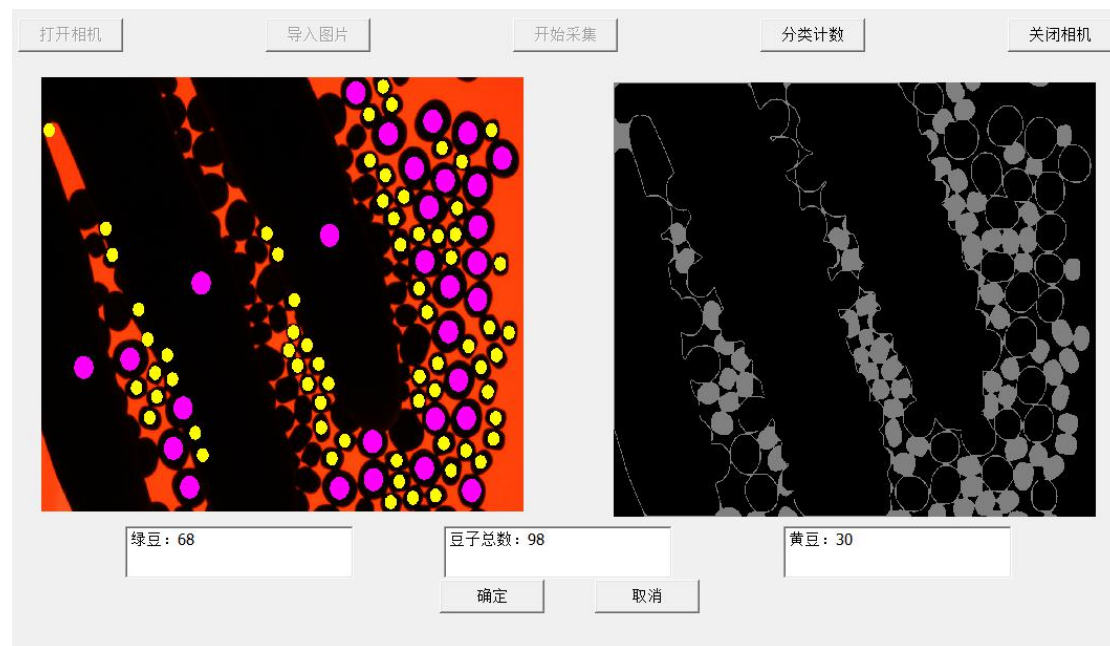 打开相机
导入图片
开始采集
分类计数
关闭相机
绿豆：68
豆子总数：98
黄豆：30
确定
取消